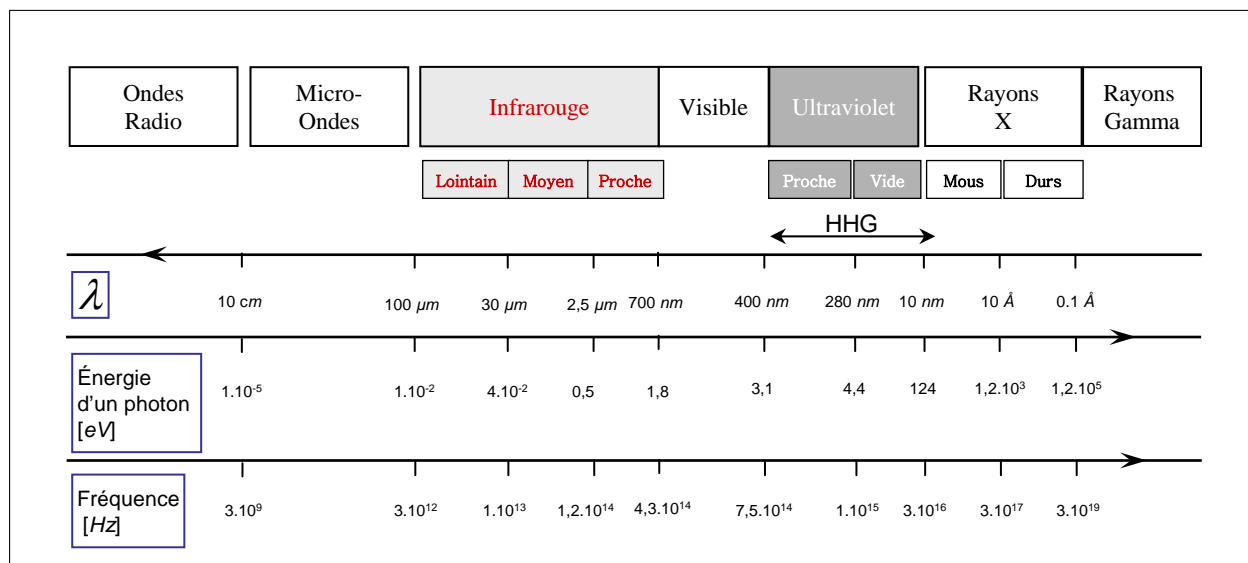 Ondes
Radio
Micro-
Ondes
Infrarouge
Visible
Ultraviolet
Rayons
X
Rayons
Gamma
Lointain
Moyen
Proche
Proche
Vide
Mous
Durs
HHG
λ
10 cm
100 µm
30 µm
2,5 µm
700 nm
400 nm
280 nm
10 nm
10 Å
0.1 Å
Énergie
d'un photon
[eV]
1.10⁻⁵
1.10⁻²
4.10⁻²
0,5
1,8
3,1
4,4
124
1,2.10³
1,2.10⁵
Fréquence
[Hz]
3.10⁹
3.10¹²
1.10¹³
1,2.10¹⁴
4,3.10¹⁴
7,5.10¹⁴
1.10¹⁵
3.10¹⁶
3.10¹⁷
3.10¹⁹